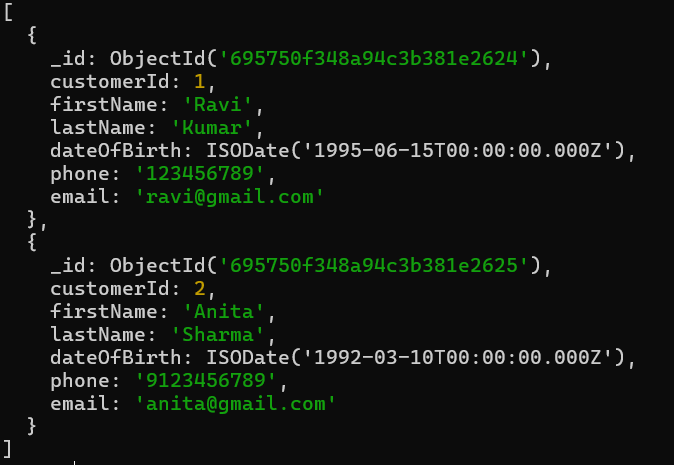 [
  {
    _id: ObjectId('695750f348a94c3b381e2624'),
    customerId: 1,
    firstName: 'Ravi',
    lastName: 'Kumar',
    dateOfBirth: ISODate('1995-06-15T00:00:00.000Z'),
    phone: '123456789',
    email: 'ravi@gmail.com'
  },
  {
    _id: ObjectId('695750f348a94c3b381e2625'),
    customerId: 2,
    firstName: 'Anita',
    lastName: 'Sharma',
    dateOfBirth: ISODate('1992-03-10T00:00:00.000Z'),
    phone: '9123456789',
    email: 'anita@gmail.com'
  }
]